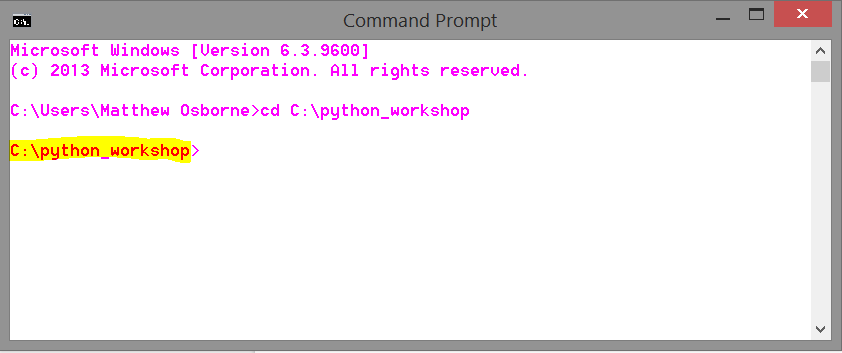 Command Prompt
Microsoft Windows [Version 6.3.9600]
(c) 2013 Microsoft Corporation. All rights reserved.
C:\Users\Matthew Osborne>cd C:\python_workshop
C:\python_workshop>